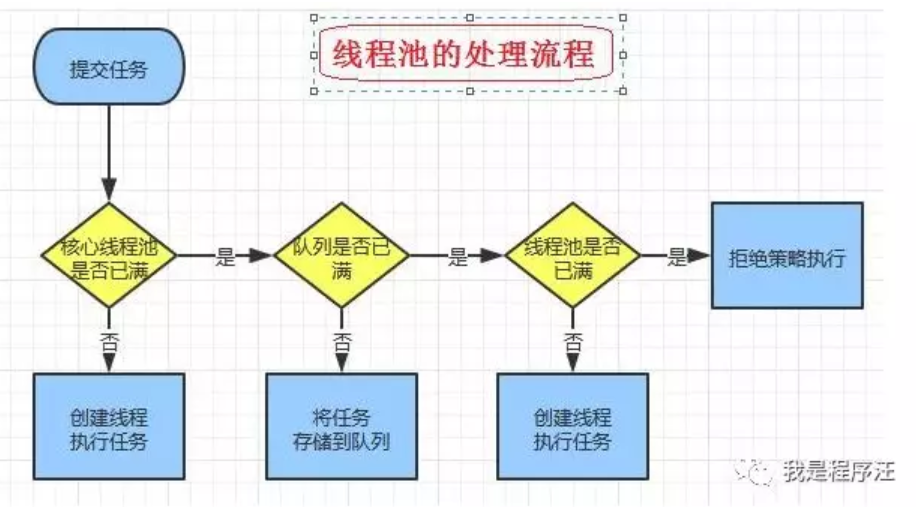 线程池的处理流程
提交任务
核心线程池
是否已满
是
队列是否已
满
是
线程池是否
已满
是
拒绝策略执行
否
否
否
创建线程
执行任务
将任务
存储到队列
创建线程
执行任务
我是程序汪